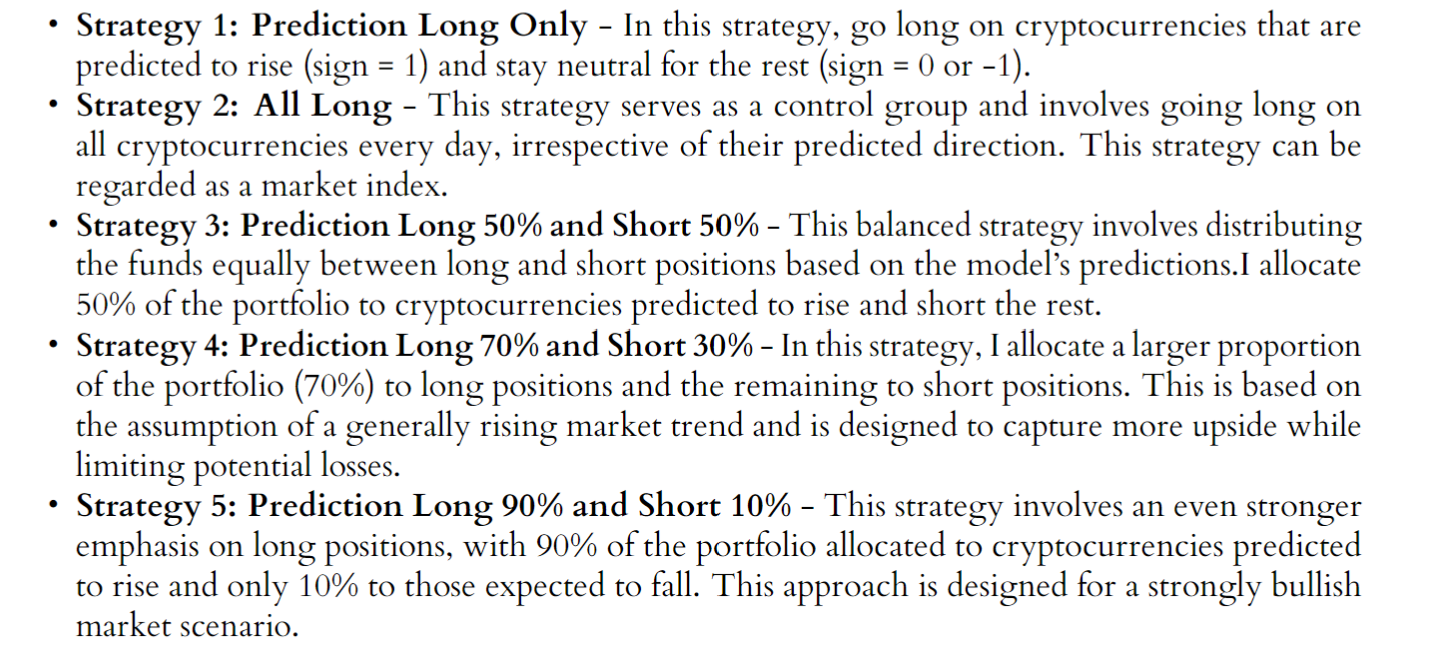 • Strategy 1: Prediction Long Only – In this strategy, go long on cryptocurrencies that are
predicted to rise (sign = 1) and stay neutral for the rest (sign = 0 or -1).
• Strategy 2: All Long – This strategy serves as a control group and involves going long on
all cryptocurrencies every day, irrespective of their predicted direction. This strategy can be
regarded as a market index.
• Strategy 3: Prediction Long 50% and Short 50% – This balanced strategy involves distributing
the funds equally between long and short positions based on the model’s predictions.I allocate
50% of the portfolio to cryptocurrencies predicted to rise and short the rest.
• Strategy 4: Prediction Long 70% and Short 30% – In this strategy, I allocate a larger proportion
of the portfolio (70%) to long positions and the remaining to short positions. This is based on
the assumption of a generally rising market trend and is designed to capture more upside while
limiting potential losses.
• Strategy 5: Prediction Long 90% and Short 10% – This strategy involves an even stronger
emphasis on long positions, with 90% of the portfolio allocated to cryptocurrencies predicted
to rise and only 10% to those expected to fall. This approach is designed for a strongly bullish
market scenario.